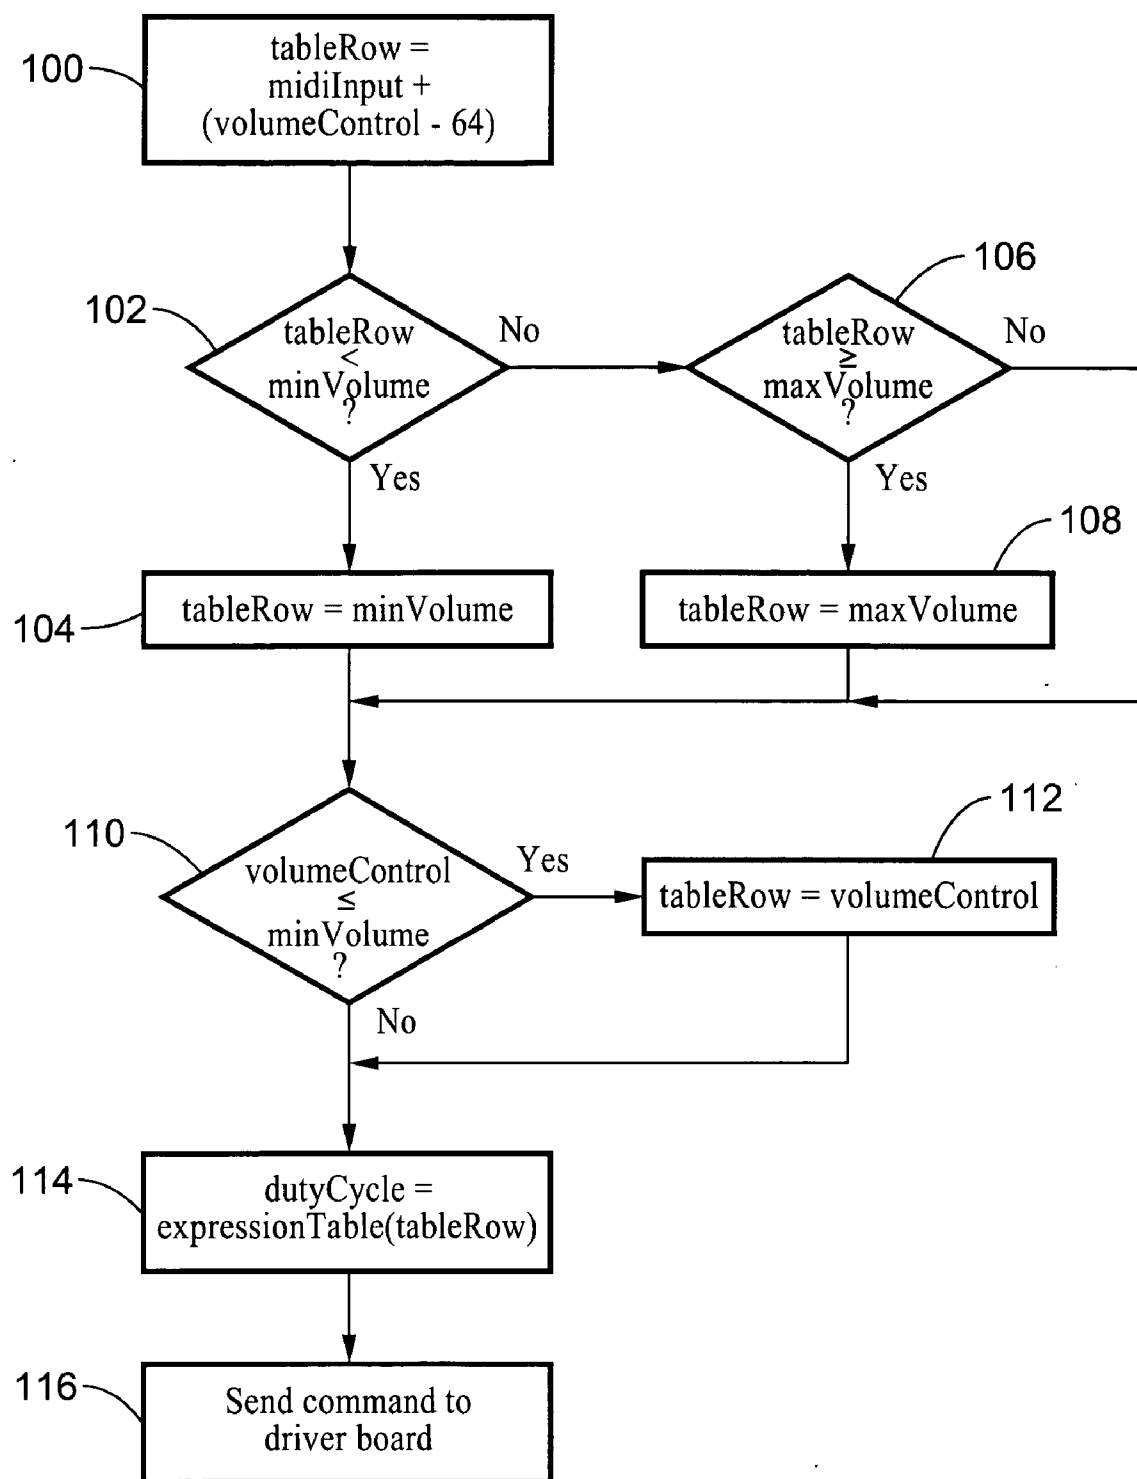 100
tableRow =
midiInput +
(volumeControl - 64)
102
tableRow
<
minVolume
?
No
Yes
106
tableRow
≥
maxVolume
?
No
Yes
104
tableRow = minVolume
108
tableRow = maxVolume
110
volumeControl
≤
minVolume
?
Yes
No
112
tableRow = volumeControl
114
dutyCycle =
expressionTable(tableRow)
116
Send command to
driver board